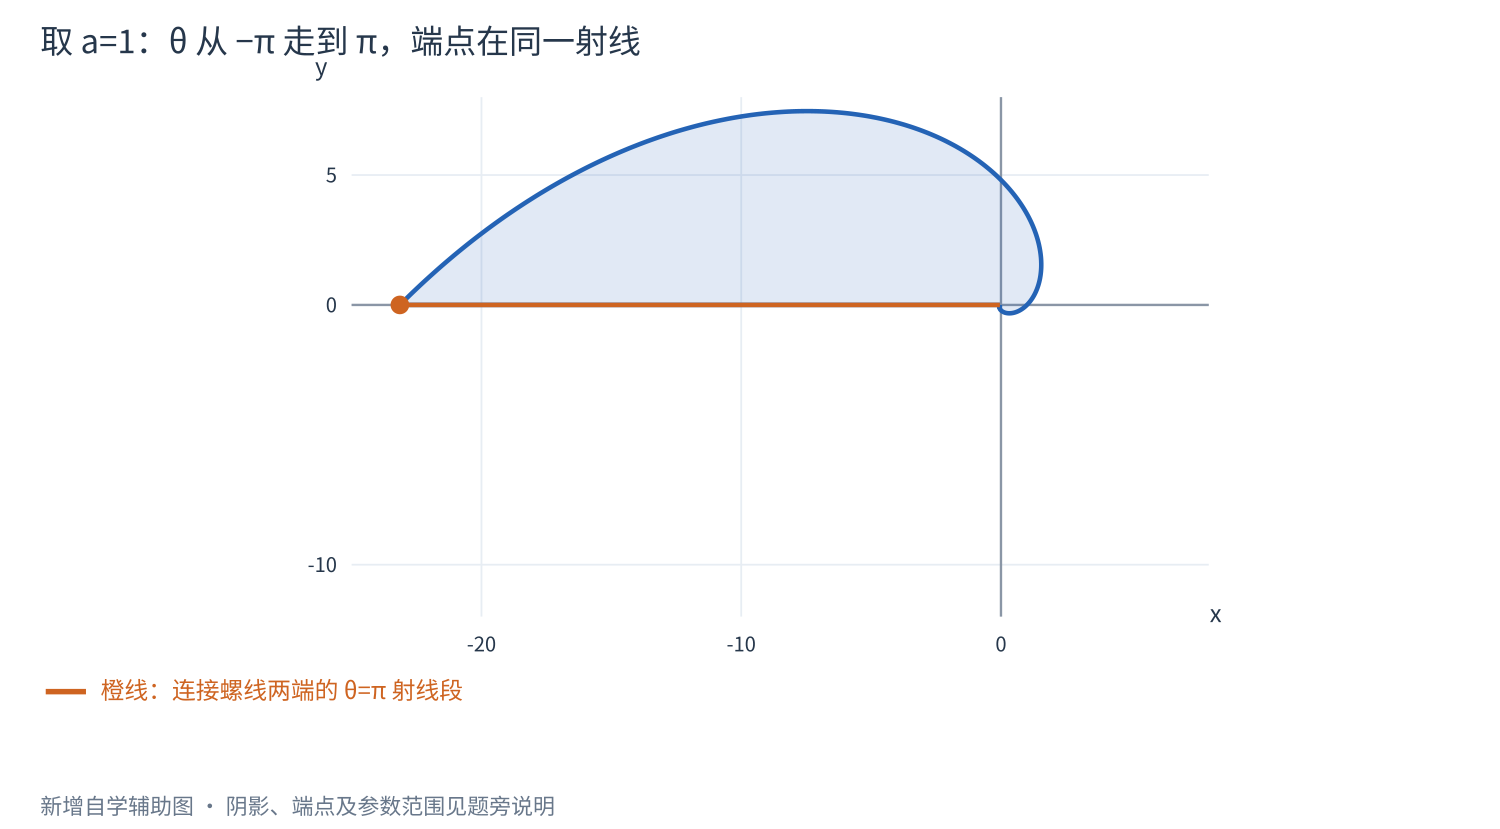 取 a=1：θ 从 −π 走到 π，端点在同一射线
y
5
0
-10
x
-20
-10
0
橙线：连接螺线两端的 θ=π 射线段
新增自学辅助图 · 阴影、端点及参数范围见题旁说明